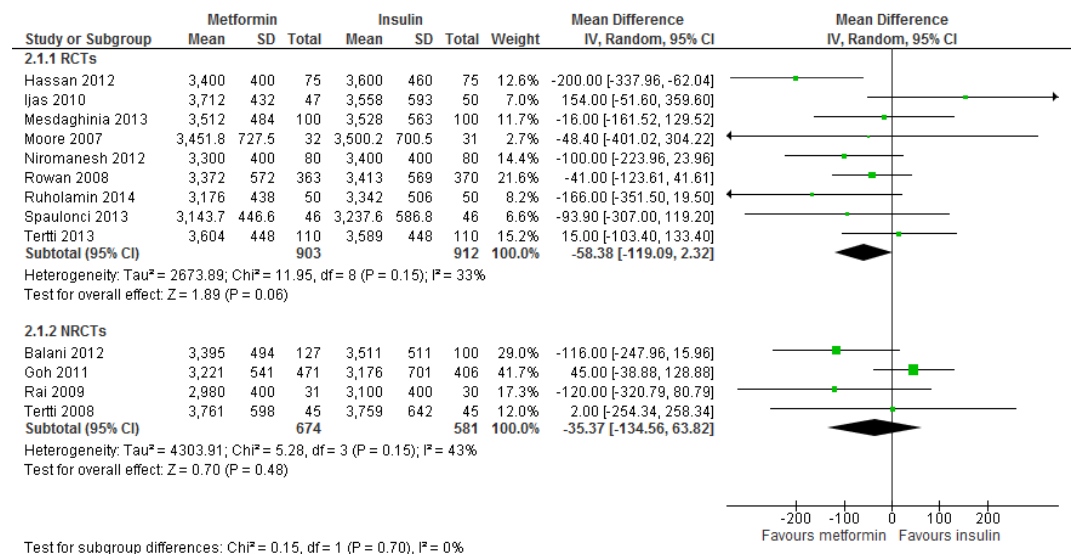 Metformin Insulin Mean Difference Mean Difference
Study or Subgroup Mean SD Total Mean SD Total Weight IV, Random, 95% CI IV, Random, 95% CI
2.1.1 RCTs
Hassan 2012 3,400 400 75 3,600 460 75 12.6% -200.00 [-337.96, -62.04]
Ijas 2010 3,712 432 47 3,558 593 50 7.0% 154.00 [-51.60, 359.60]
Mesdaghinia 2013 3,512 484 100 3,528 563 100 12.2% -16.00 [-161.52, 129.52]
Moore 2007 3,451.8 727.5 32 3,500.2 700.5 31 2.7% -48.40 [-401.02, 304.22]
Niromanesh 2012 3,300 400 80 3,400 400 80 14.4% -100.00 [-223.96, 23.96]
Rowan 2008 3,372 572 363 3,413 569 370 21.6% -41.00 [-123.61, 41.61]
Ruholamin 2014 3,176 438 50 3,342 506 50 8.2% -166.00 [-351.50, 19.50]
Spaulonci 2013 3,143.7 446.6 46 3,237.6 586.8 46 6.6% -93.90 [-307.00, 119.20]
Tertti 2013 3,604 448 110 3,589 448 110 15.2% 15.00 [-103.40, 133.40]
Subtotal (95% CI) 903 912 100.0% -58.38 [-119.09, 2.32]
Heterogeneity: Tau² = 2673.89; Chi² = 11.95, df = 8 (P = 0.15); I² = 33%
Test for overall effect: Z = 1.89 (P = 0.06)
2.1.2 NRCTs
Balani 2012 3,395 494 127 3,511 511 100 29.0% -116.00 [-247.96, 15.96]
Goh 2011 3,221 541 471 3,176 701 406 41.7% 45.00 [-38.88, 128.88]
Rai 2009 2,980 400 31 3,100 400 30 17.3% -120.00 [-320.79, 80.79]
Tertti 2008 3,761 598 45 3,759 642 45 12.0% 2.00 [-254.34, 258.34]
Subtotal (95% CI) 674 581 100.0% -35.37 [-134.56, 63.82]
Heterogeneity: Tau² = 4303.91; Chi² = 5.28, df = 3 (P = 0.15); I² = 43%
Test for overall effect: Z = 0.70 (P = 0.48)
-200 -100 0 100 200
Favours metformin Favours insulin
Test for subgroup differences: Chi² = 0.15, df = 1 (P = 0.70), I² = 0%